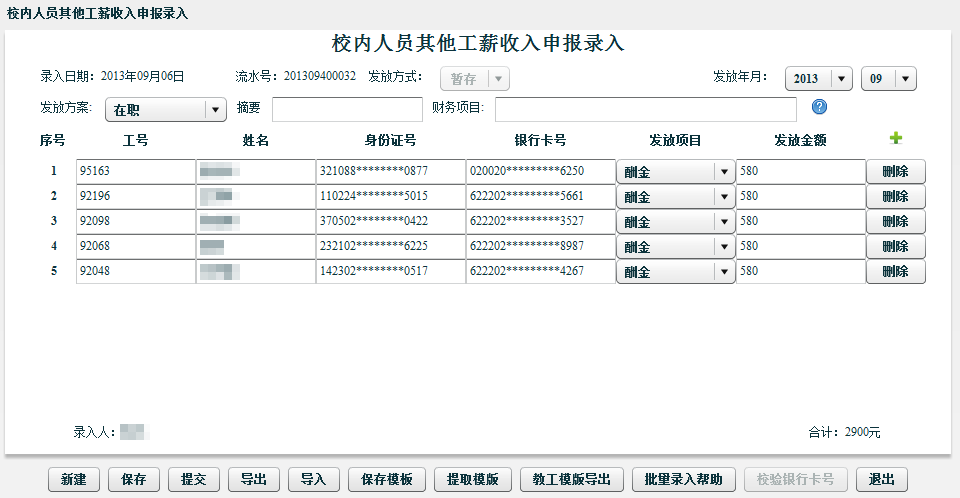 校内人员其他工薪收入申报录入
校内人员其他工薪收入申报录入
录入日期：2013年09月06日 流水号：201309400032 发放方式： 暂存 发放年月： 2013 09
发放方案: 在职 摘要 财务项目: ?
序号 工号 姓名 身份证号 银行卡号 发放项目 发放金额
1 95163 321088********0877 020020*********6250 酬金 580 删除
2 92196 110224********5015 622202*********5661 酬金 580 删除
3 92098 370502********0422 622202*********3527 酬金 580 删除
4 92068 232102********6225 622202*********8987 酬金 580 删除
5 92048 142302********0517 622202*********4267 酬金 580 删除
录入人： 合计：2900元
新建 保存 提交 导出 导入 保存模板 提取模版 教工模版导出 批量录入帮助 校验银行卡号 退出